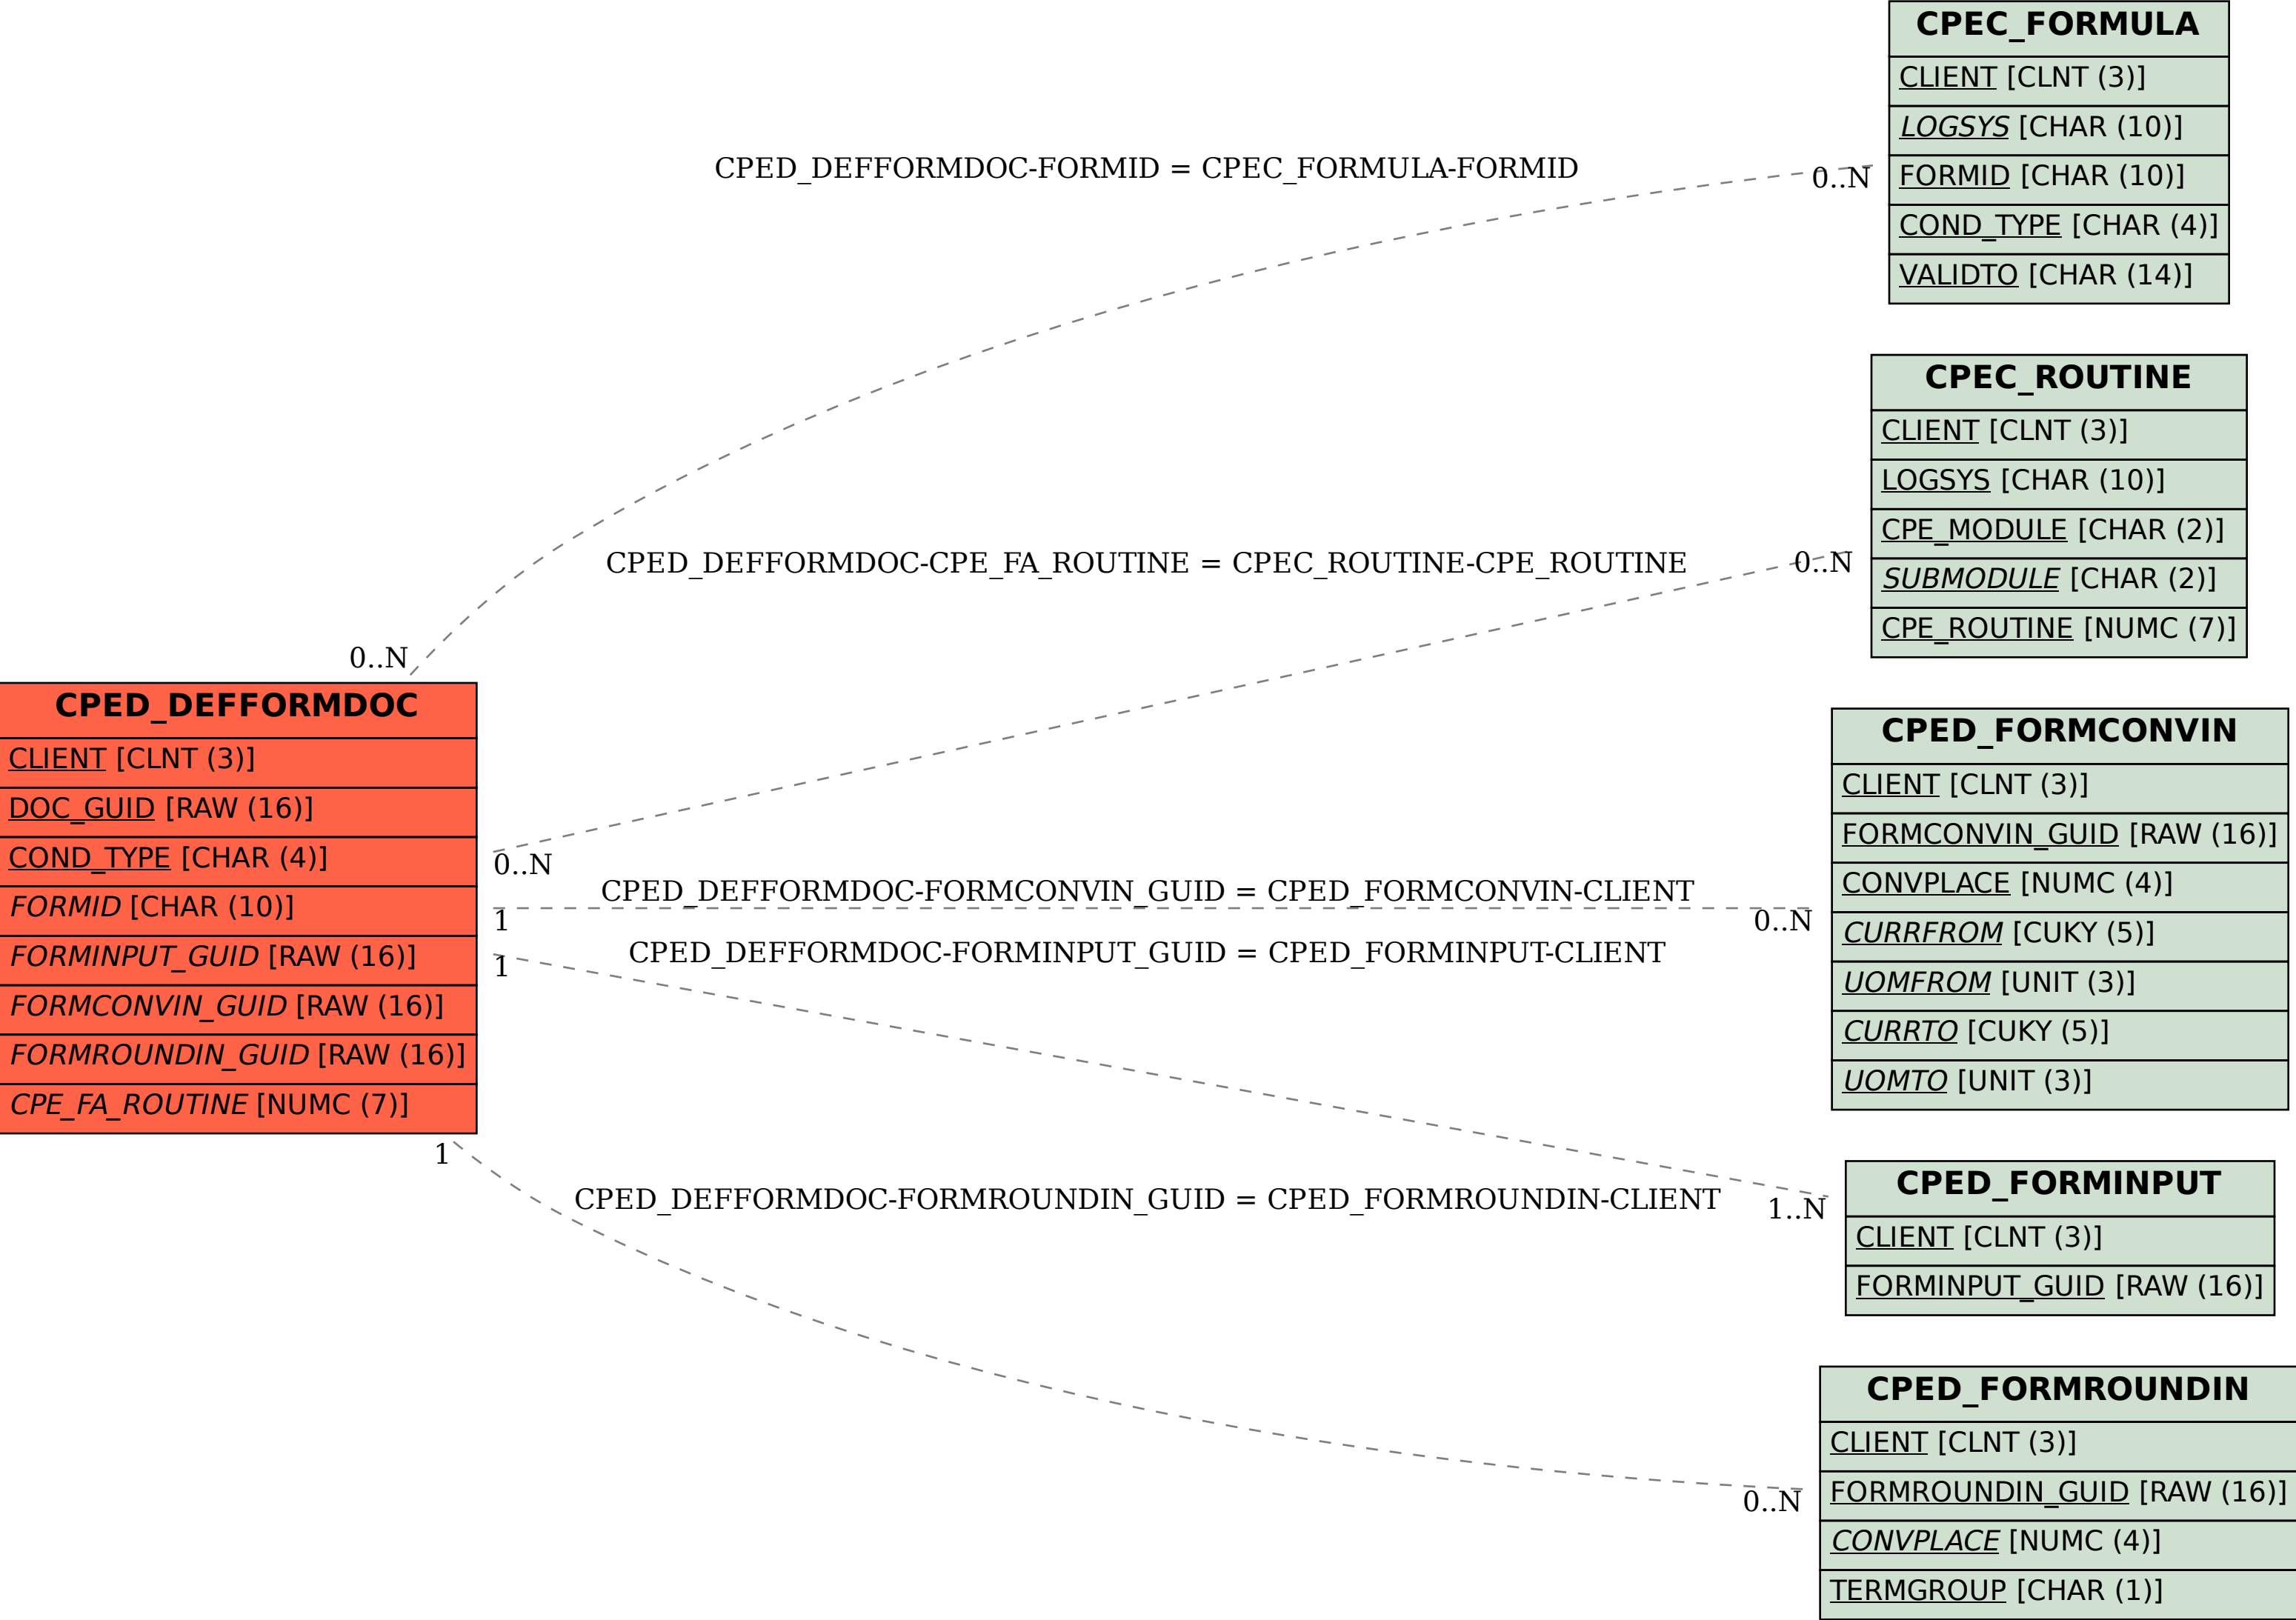 CPEC_FORMULA
CLIENT [CLNT (3)]
LOGSYS [CHAR (10)]
FORMID [CHAR (10)]
COND_TYPE [CHAR (4)]
VALIDTO [CHAR (14)]
CPED_DEFFORMDOC-FORMID = CPEC_FORMULA-FORMID
0..N
0..N
CPEC_ROUTINE
CLIENT [CLNT (3)]
LOGSYS [CHAR (10)]
CPE_MODULE [CHAR (2)]
SUBMODULE [CHAR (2)]
CPE_ROUTINE [NUMC (7)]
CPED_DEFFORMDOC-CPE_FA_ROUTINE = CPEC_ROUTINE-CPE_ROUTINE
0..N
0..N
CPED_DEFFORMDOC
CLIENT [CLNT (3)]
DOC_GUID [RAW (16)]
COND_TYPE [CHAR (4)]
FORMID [CHAR (10)]
FORMINPUT_GUID [RAW (16)]
FORMCONVIN_GUID [RAW (16)]
FORMROUNDIN_GUID [RAW (16)]
CPE_FA_ROUTINE [NUMC (7)]
CPED_DEFFORMDOC-FORMCONVIN_GUID = CPED_FORMCONVIN-CLIENT
1
0..N
CPED_FORMCONVIN
CLIENT [CLNT (3)]
FORMCONVIN_GUID [RAW (16)]
CONVPLACE [NUMC (4)]
CURRFROM [CUKY (5)]
UOMFROM [UNIT (3)]
CURRTO [CUKY (5)]
UOMTO [UNIT (3)]
CPED_DEFFORMDOC-FORMINPUT_GUID = CPED_FORMINPUT-CLIENT
1
1..N
CPED_FORMINPUT
CLIENT [CLNT (3)]
FORMINPUT_GUID [RAW (16)]
CPED_DEFFORMDOC-FORMROUNDIN_GUID = CPED_FORMROUNDIN-CLIENT
1
0..N
CPED_FORMROUNDIN
CLIENT [CLNT (3)]
FORMROUNDIN_GUID [RAW (16)]
CONVPLACE [NUMC (4)]
TERMGROUP [CHAR (1)]